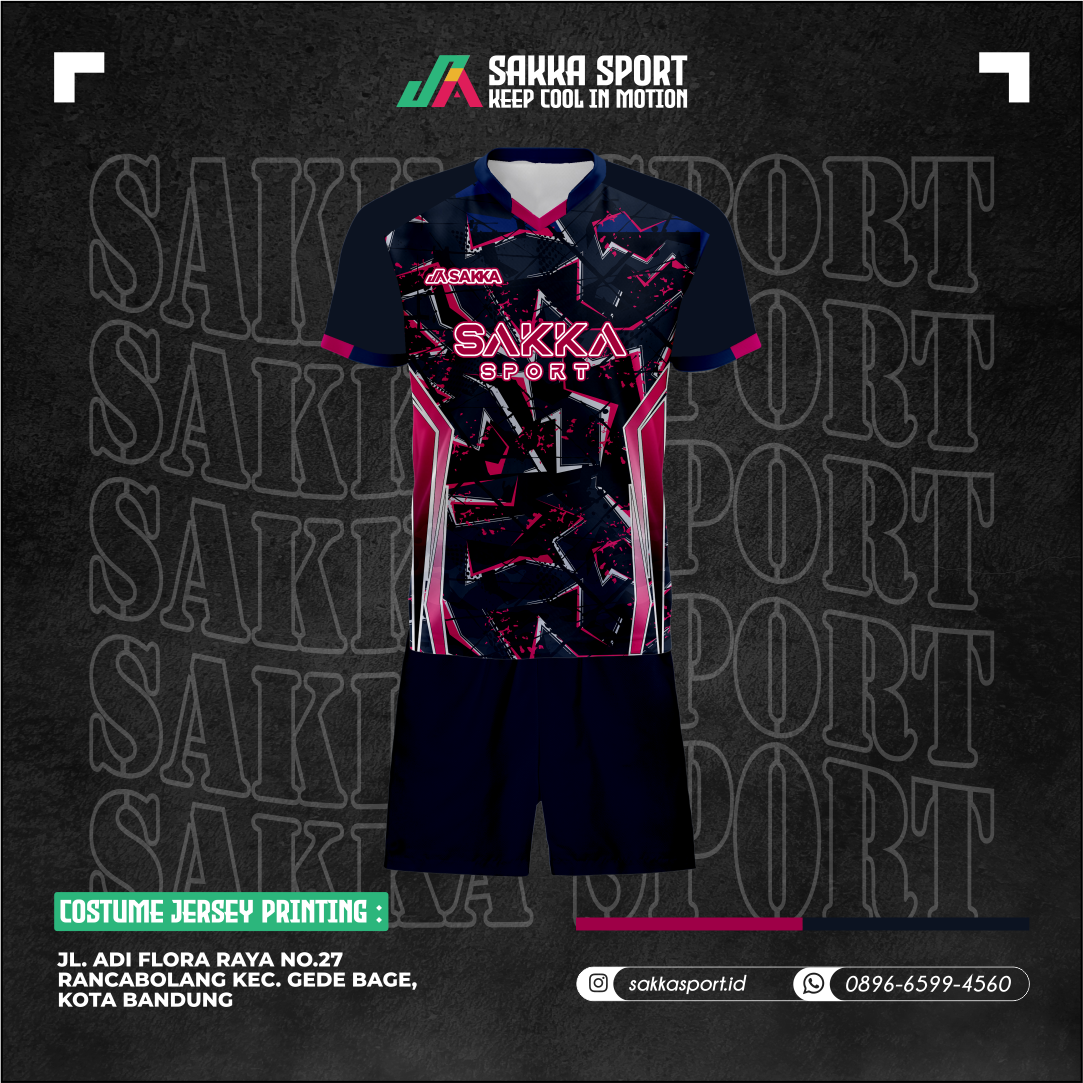 SAKKA SPORT
KEEP COOL IN MOTION
SAKKA SPORT
SAKKA SPORT
SAKKA SPORT
SAKKA SPORT
SAKKA SPORT
SAKKA
SAKKA
SPORT
COSTUME JERSEY PRINTING :
JL. ADI FLORA RAYA NO.27
RANCABOLANG KEC. GEDE BAGE,
KOTA BANDUNG
sakkasport.id
0896-6599-4560